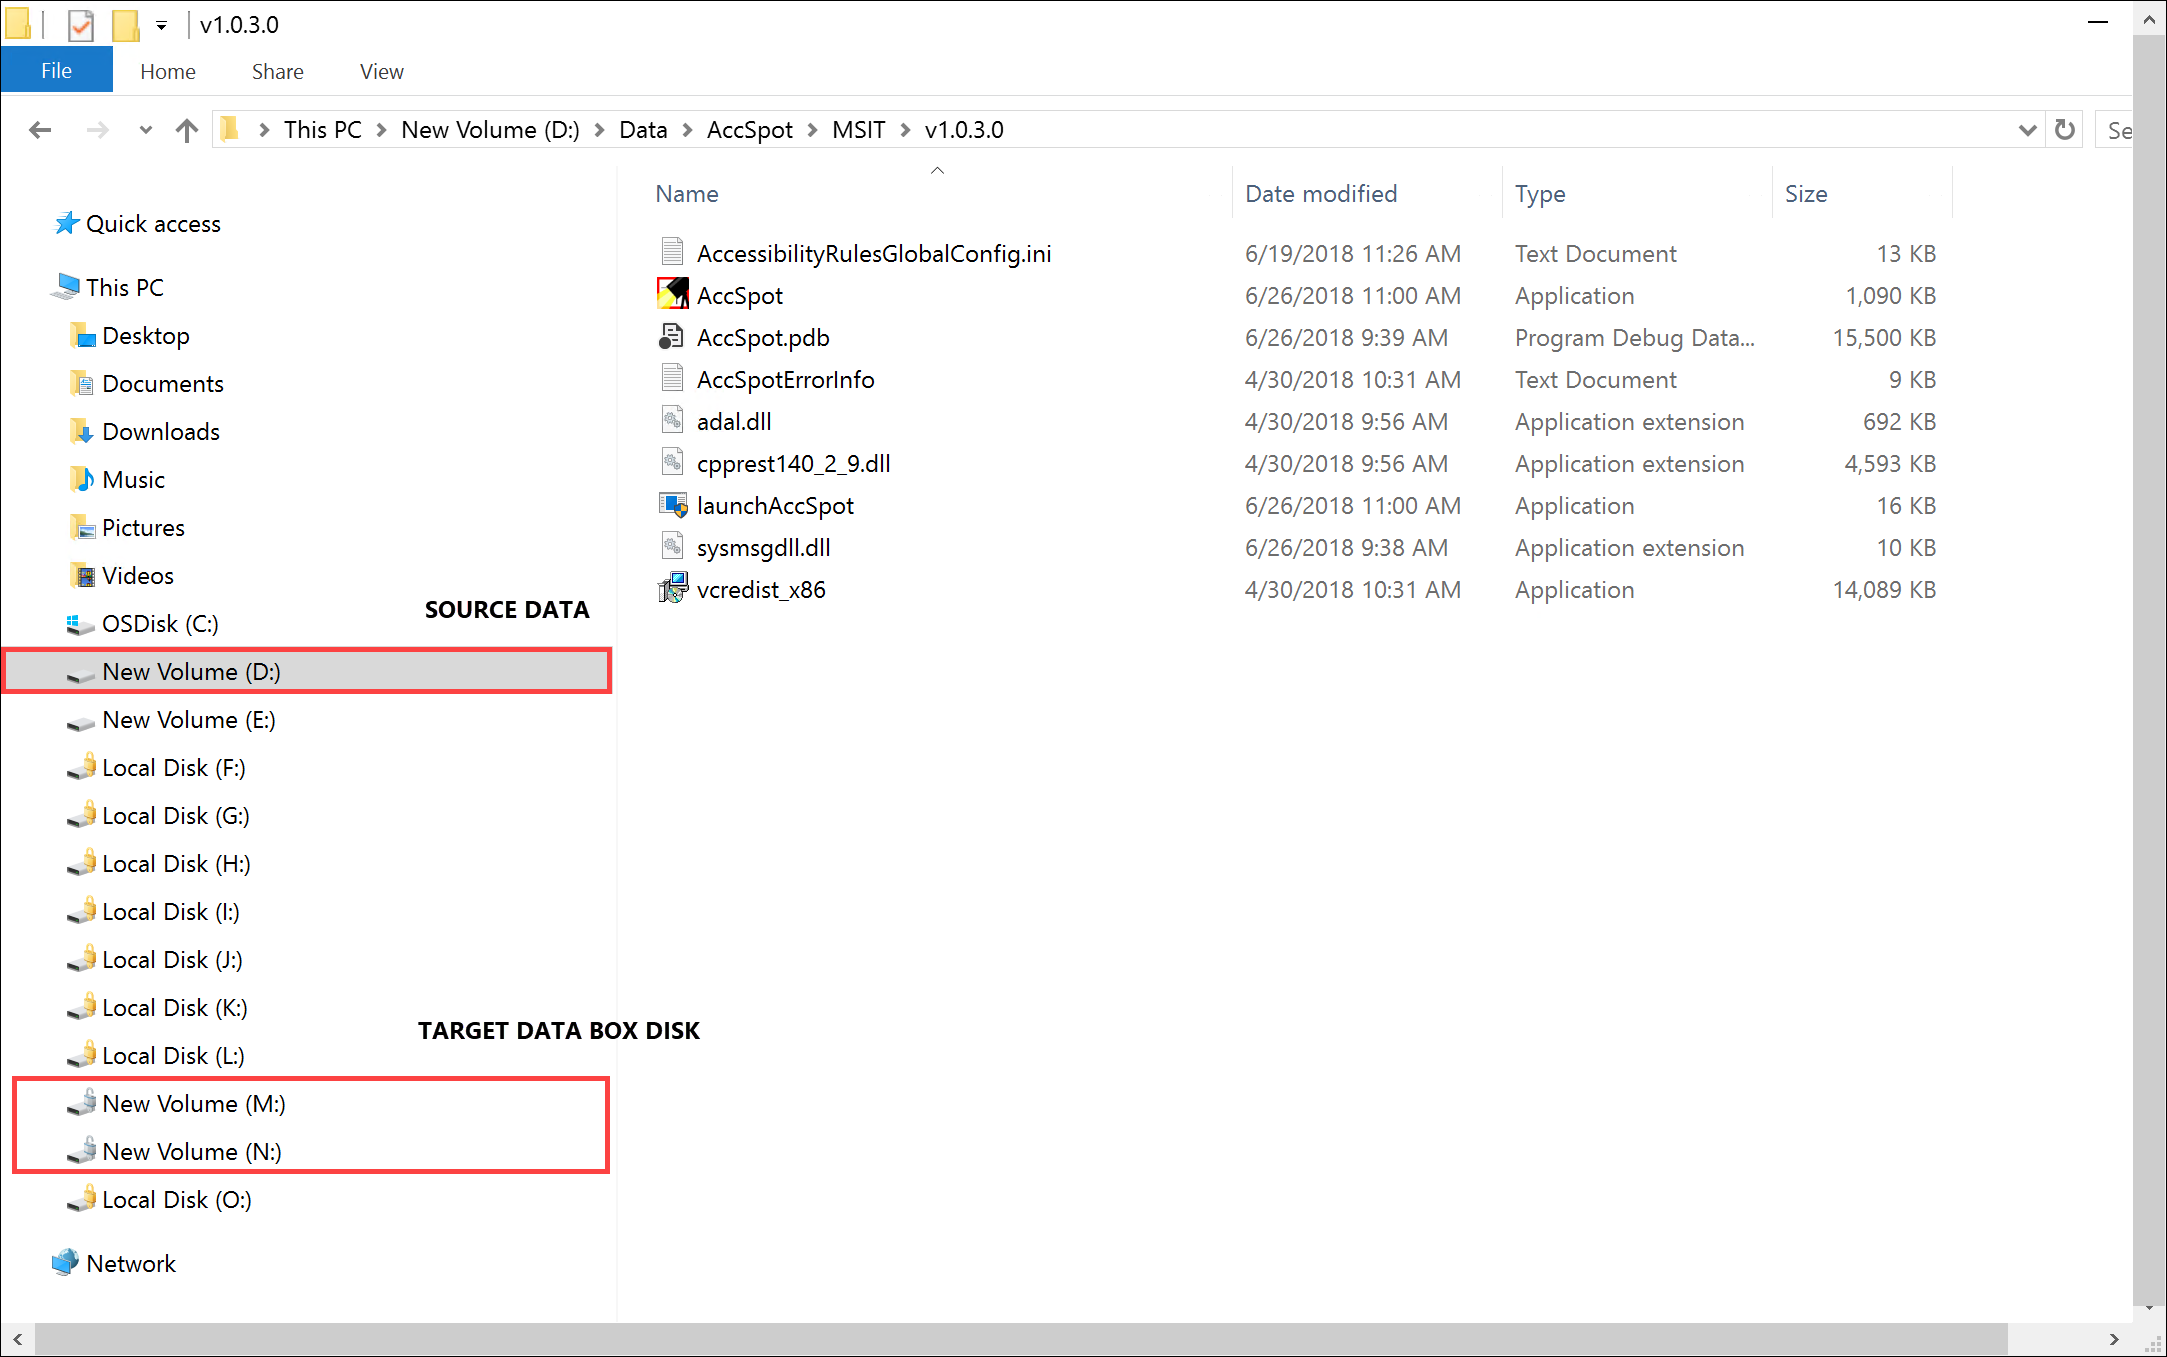 v1.0.3.0
File Home Share View
This PC New Volume (D:) Data AccSpot MSIT v1.0.3.0 Se
Name Date modified Type Size
Quick access
This PC
Desktop
Documents
Downloads
Music
Pictures
Videos
OSDisk (C:)
SOURCE DATA
New Volume (D:)
New Volume (E:)
Local Disk (F:)
Local Disk (G:)
Local Disk (H:)
Local Disk (I:)
Local Disk (J:)
Local Disk (K:)
TARGET DATA BOX DISK
Local Disk (L:)
New Volume (M:)
New Volume (N:)
Local Disk (O:)
Network
AccessibilityRulesGlobalConfig.ini 6/19/2018 11:26 AM Text Document 13 KB
AccSpot 6/26/2018 11:00 AM Application 1,090 KB
AccSpot.pdb 6/26/2018 9:39 AM Program Debug Data... 15,500 KB
AccSpotErrorInfo 4/30/2018 10:31 AM Text Document 9 KB
adal.dll 4/30/2018 9:56 AM Application extension 692 KB
cpprest140_2_9.dll 4/30/2018 9:56 AM Application extension 4,593 KB
launchAccSpot 6/26/2018 11:00 AM Application 16 KB
sysmsgdll.dll 6/26/2018 9:38 AM Application extension 10 KB
vcredist_x86 4/30/2018 10:31 AM Application 14,089 KB